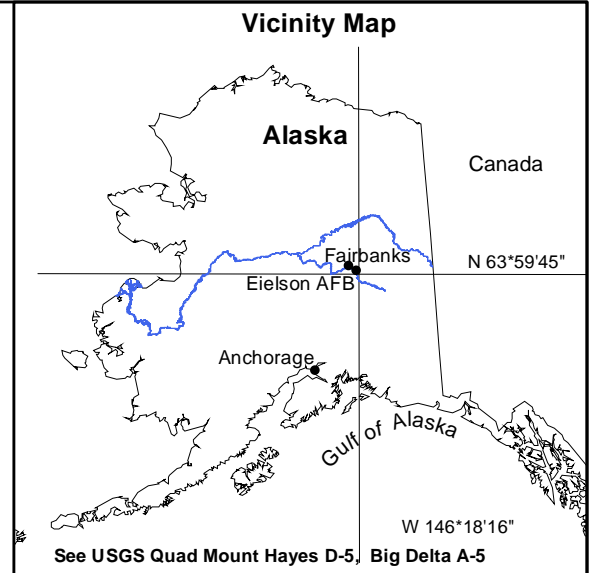 Vicinity Map
Alaska
Canada
Fairbanks
N 63*59'45"
Eielson AFB
Anchorage
Gulf of Alaska
W 146*18'16"
See USGS Quad Mount Hayes D-5, Big Delta A-5